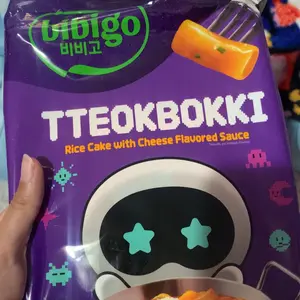 bibigo
비비고
TTEOKBOKKI
Rice Cake with Cheese Flavored Sauce